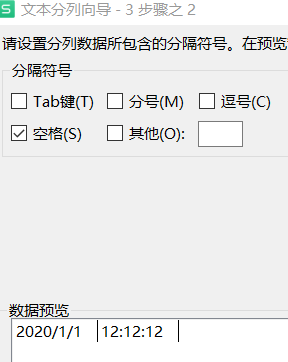 S 文本分列向导 - 3 步骤之 2
请设置分列数据所包含的分隔符号。在预览
分隔符号
Tab键(T) 分号(M) 逗号(C)
空格(S) 其他(O):
数据预览
2020/1/1 12:12:12